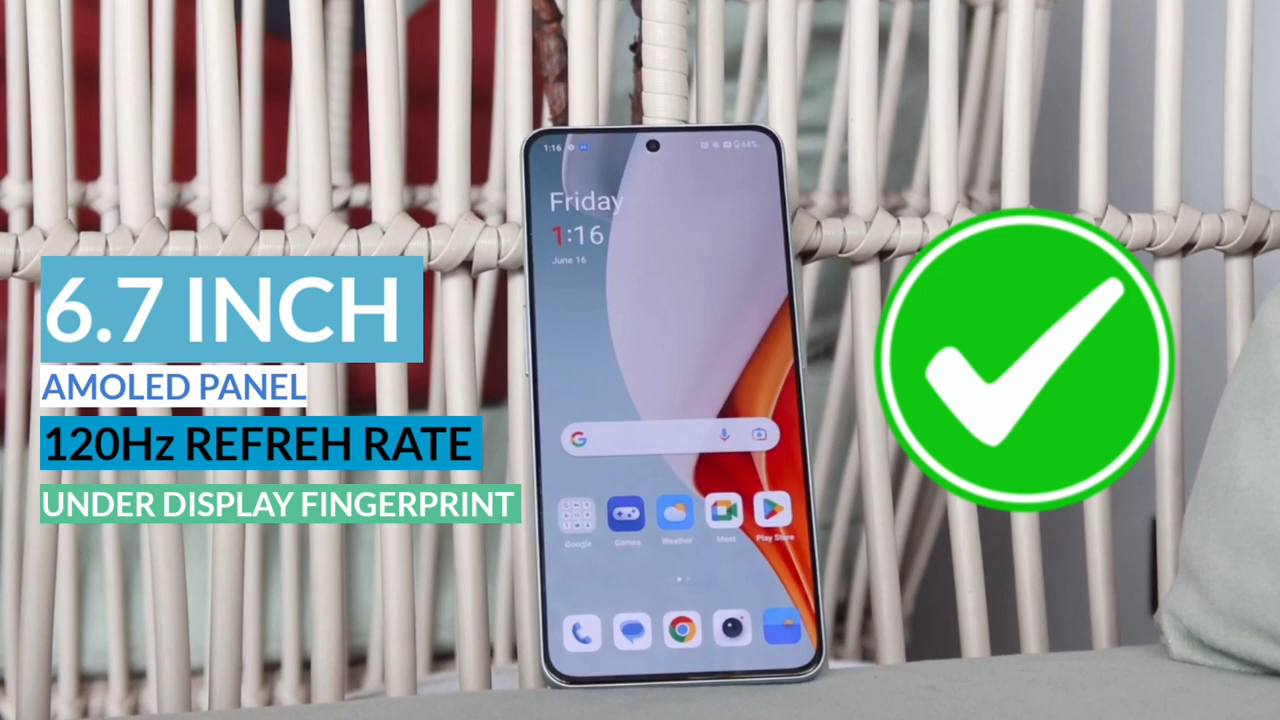 1:16
64%
Friday
1:16
June 16
6.7 INCH
AMOLED PANEL
120Hz REFREH RATE
UNDER DISPLAY FINGERPRINT
G
Google Games Weather Meet Play Store